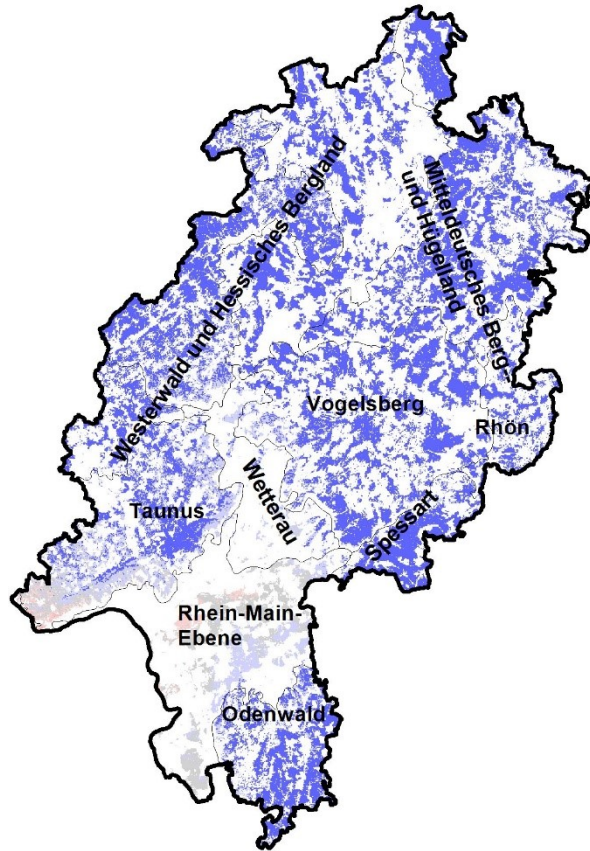 Westerwald und Hessisches Bergland
Mitteldeutsches Berg-
und Hügelland
Vogelsberg
Rhön
Wetterau
Taunus
Spessart
Rhein-Main-
Ebene
Odenwald